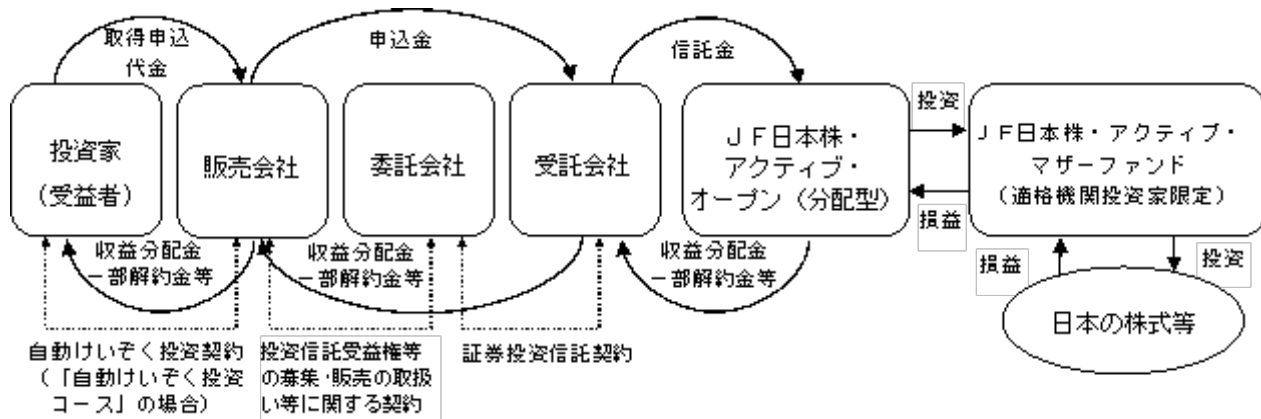 取得申込
代金
申込金
信託金
投資家
（受益者）
販売会社
委託会社
受託会社
ＪＦ日本株・
アクティブ・
オープン（分配型）
投資
損益
ＪＦ日本株・アクティブ・
マザーファンド
（適格機関投資家限定）
収益分配金
一部解約金等
収益分配金
一部解約金等
収益分配金
一部解約金等
損益
投資
日本の株式等
自動けいぞく投資契約
（「自動けいぞく投資
コース」の場合）
投資信託受益権等
の募集・販売の取扱
い等に関する契約
証券投資信託契約